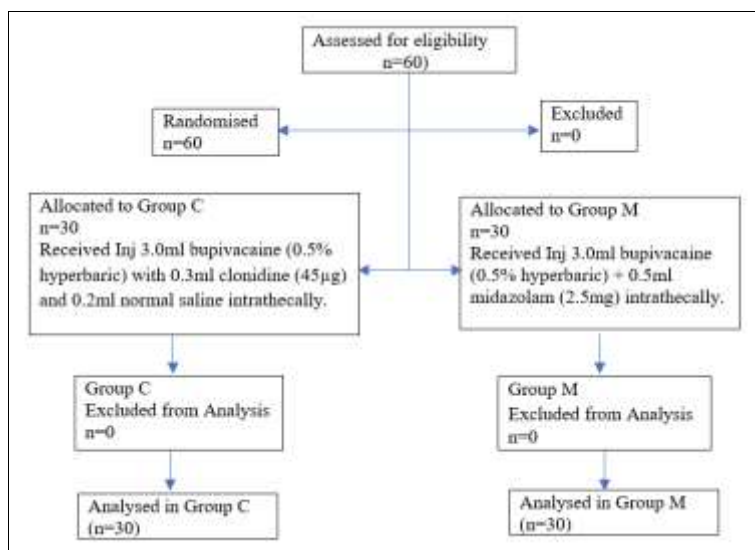 Assessed for eligibility
n=60)
Randomised
n=60
Excluded
n=0
Allocated to Group C
n=30
Received Inj 3.0ml bupivacaine (0.5%
hyperbaric) with 0.3ml clonidine (45µg)
and 0.2ml normal saline intrathecally.
Allocated to Group M
n=30
Received Inj 3.0ml bupivacaine
(0.5% hyperbaric) + 0.5ml
midazolam (2.5mg) intrathecally.
Group C
Excluded from Analysis
n=0
Group M
Excluded from Analysis
n=0
Analysed in Group C
(n=30)
Analysed in Group M
(n=30)